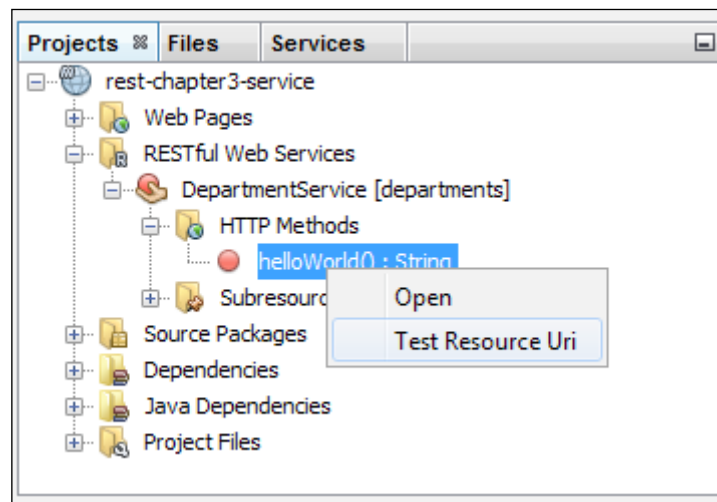 Projects Files Services
rest-chapter3-service
Web Pages
RESTful Web Services
DepartmentService [departments]
HTTP Methods
helloWorld() : String
Subresourc
Open
Source Packages
Test Resource Uri
Dependencies
Java Dependencies
Project Files